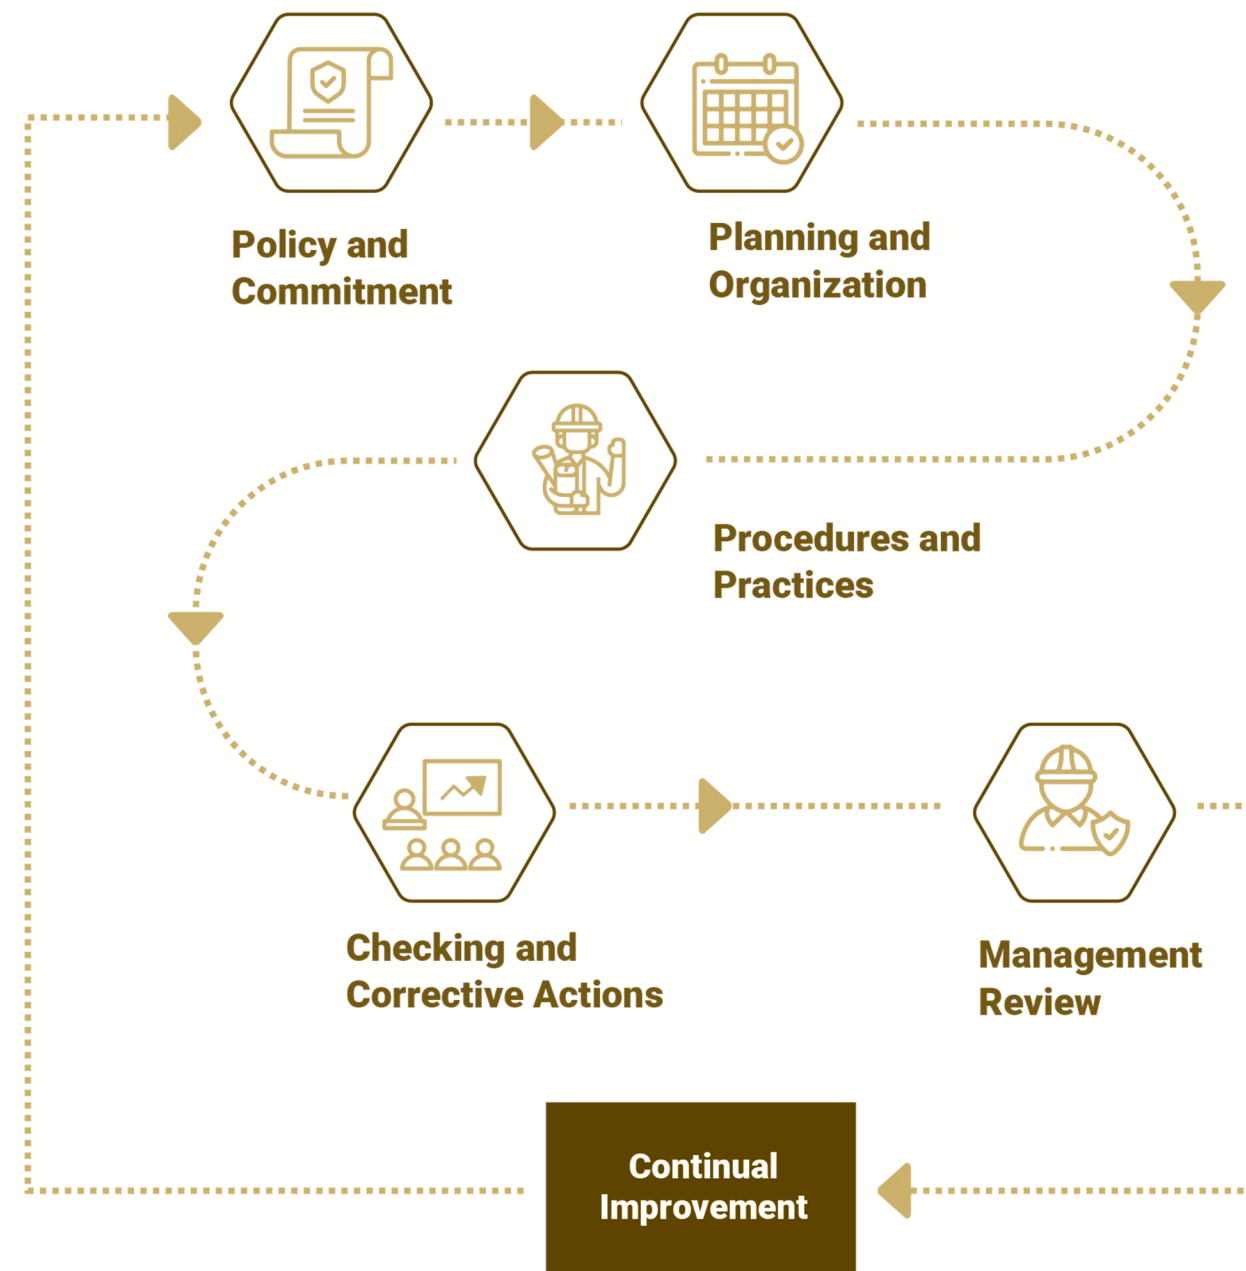 Policy and
Commitment
Planning and
Organization
Procedures and
Practices
Checking and
Corrective Actions
Management
Review
Continual
Improvement